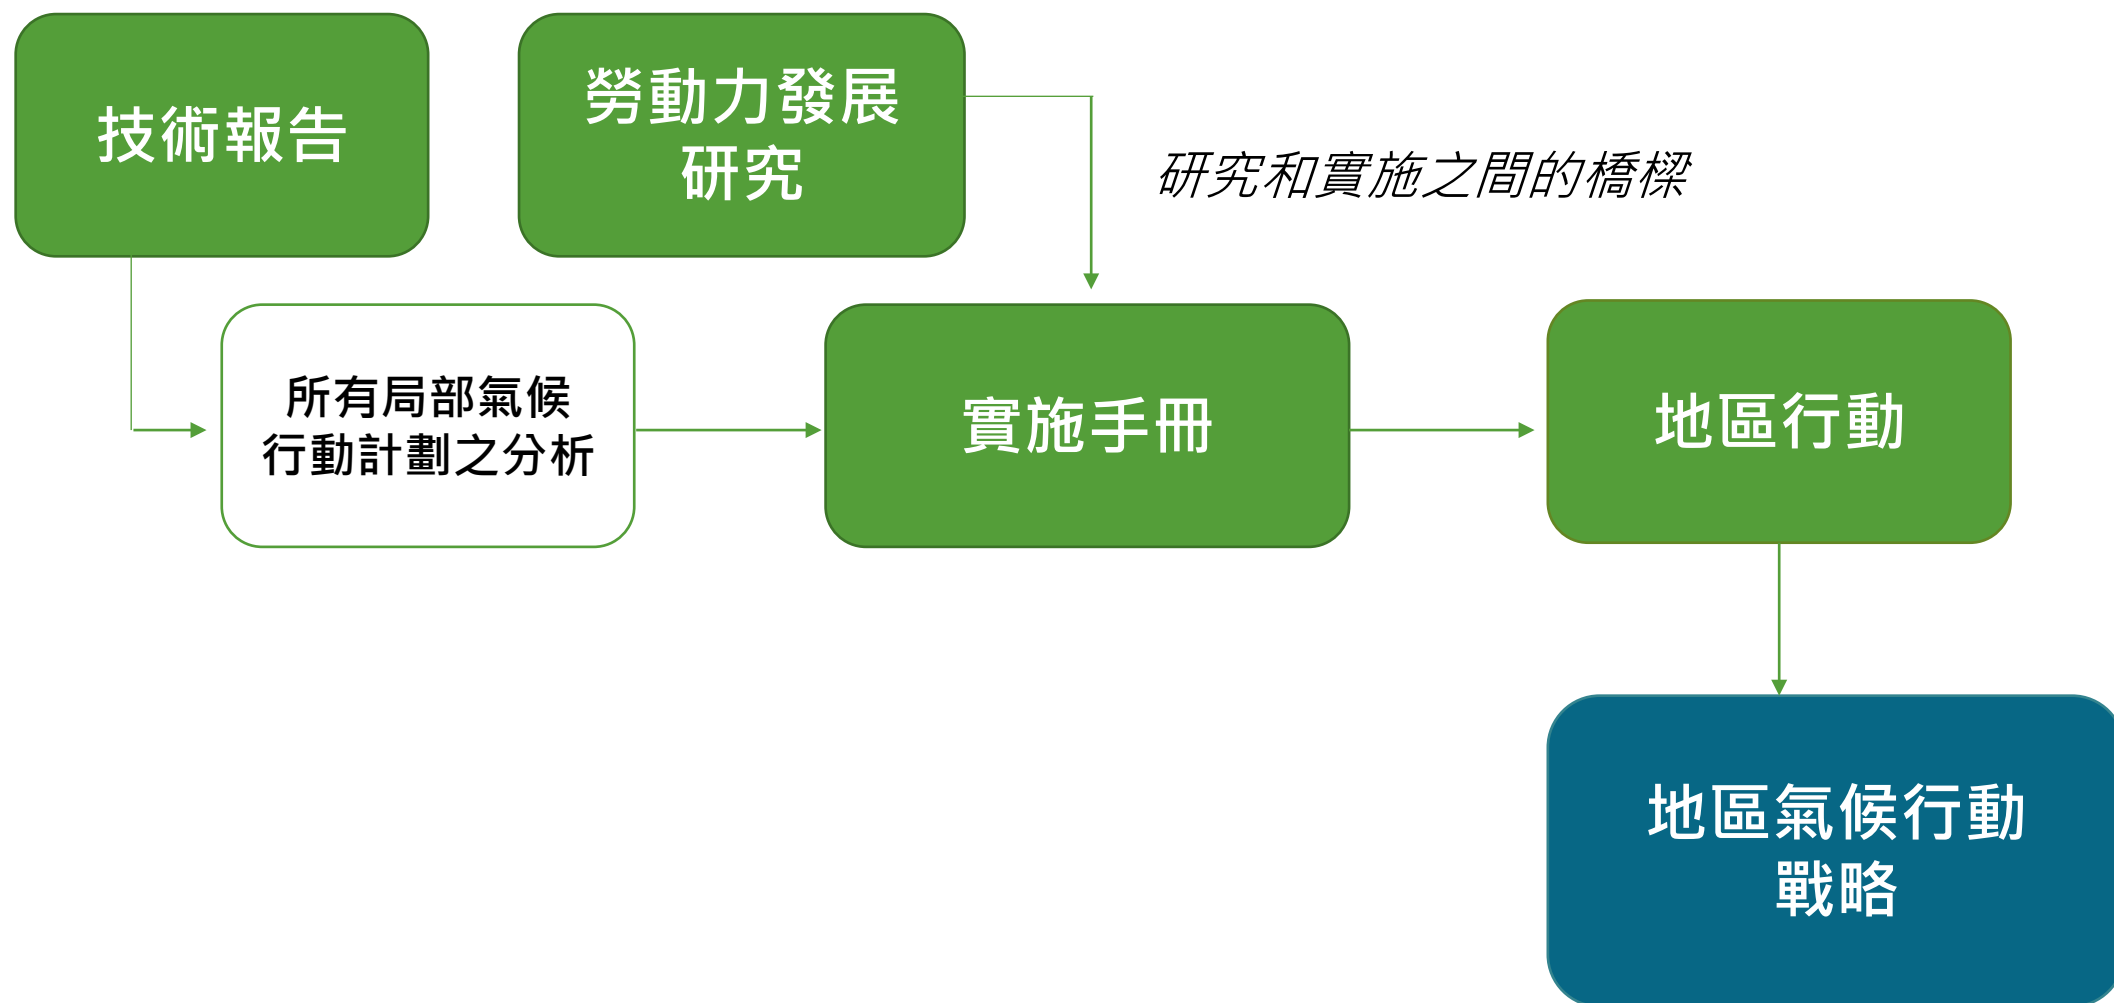 技術報告
勞動力發展
研究
研究和實施之間的橋樑
所有局部氣候
行動計劃之分析
實施手冊
地區行動
地區氣候行動
戰略